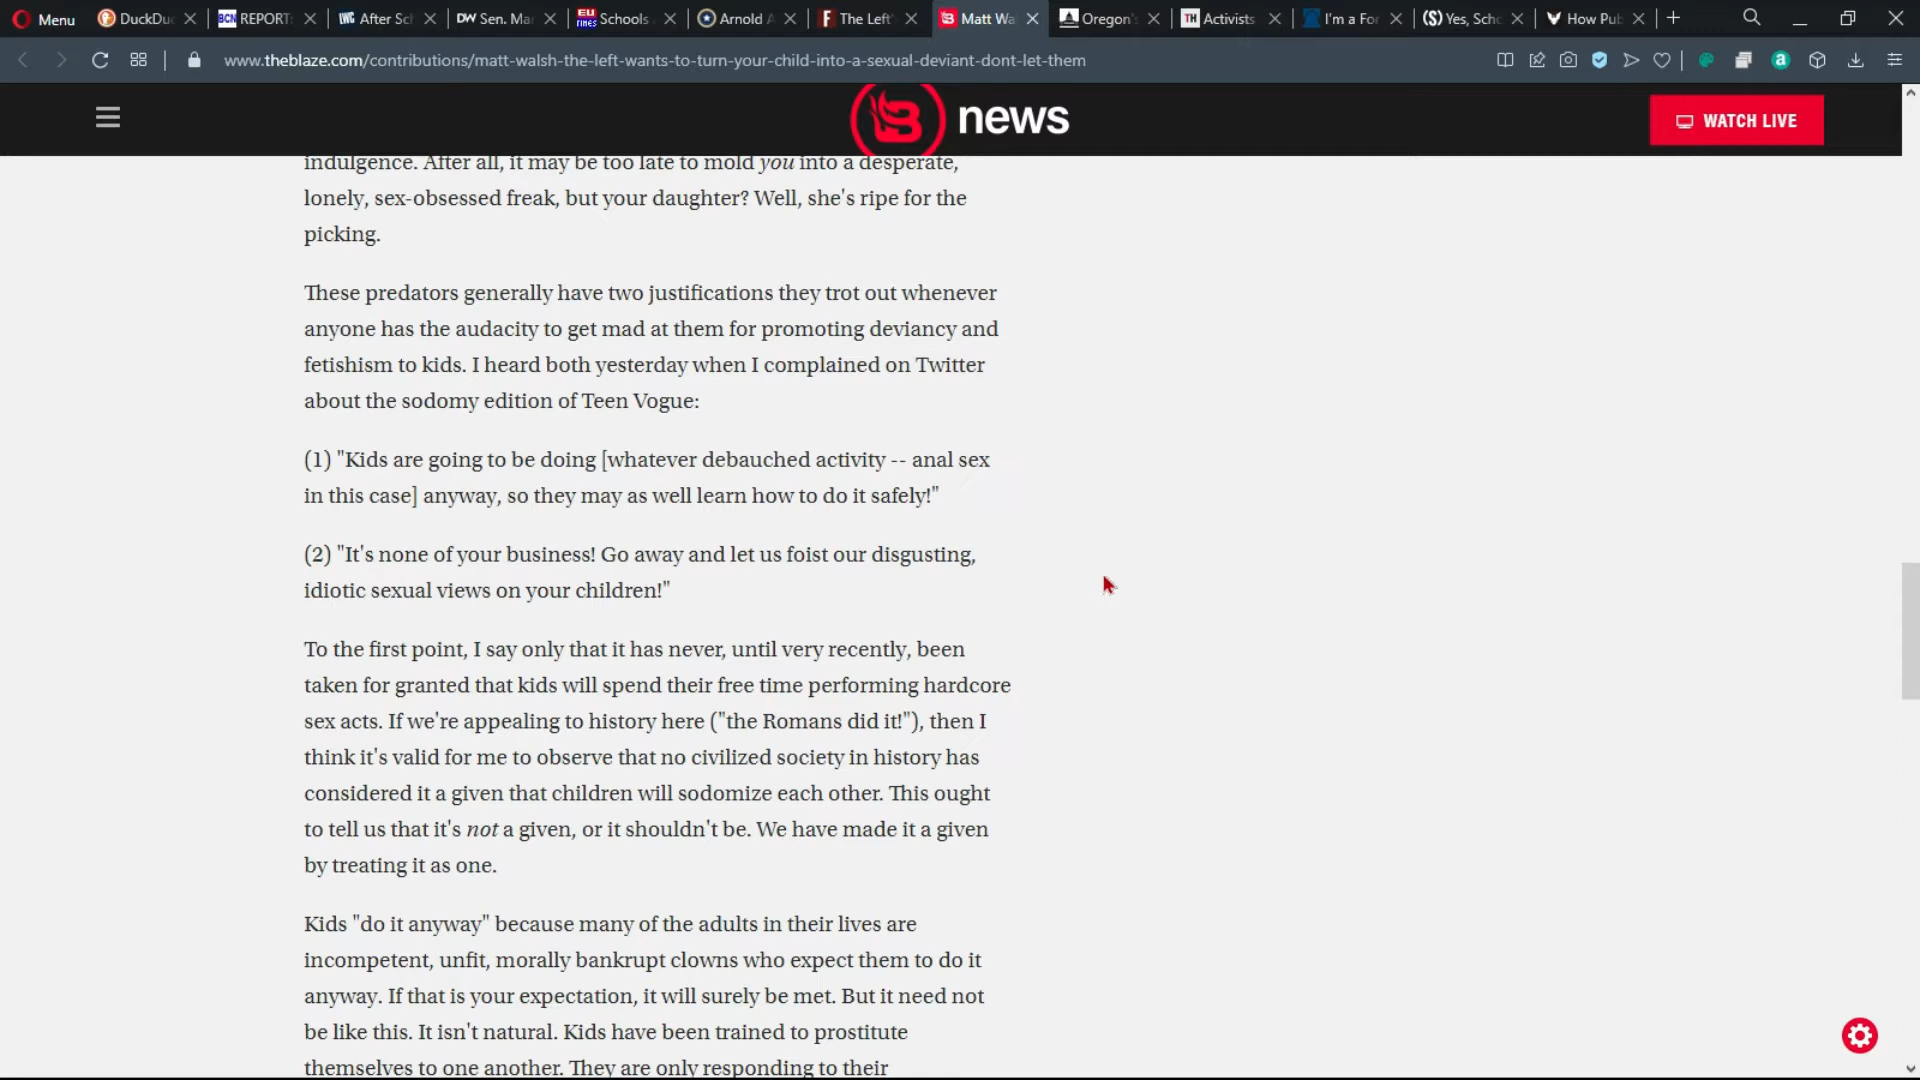 Menu
DuckDuc
BCN REPORT:
IWC After Sch
DW Sen. Mar
EU TIMES Schools
Arnold A
F The Left'
Matt Wa
Oregon'
TH Activists
I'm a For
(S) Yes, Scho
How Pub
www.theblaze.com/contributions/matt-walsh-the-left-wants-to-turn-your-child-into-a-sexual-deviant-dont-let-them
news
WATCH LIVE
indulgence. After all, it may be too late to mold you into a desperate,
lonely, sex-obsessed freak, but your daughter? Well, she's ripe for the
picking.
These predators generally have two justifications they trot out whenever
anyone has the audacity to get mad at them for promoting deviancy and
fetishism to kids. I heard both yesterday when I complained on Twitter
about the sodomy edition of Teen Vogue:
(1) "Kids are going to be doing [whatever debauched activity -- anal sex
in this case] anyway, so they may as well learn how to do it safely!"
(2) "It's none of your business! Go away and let us foist our disgusting,
idiotic sexual views on your children!"
To the first point, I say only that it has never, until very recently, been
taken for granted that kids will spend their free time performing hardcore
sex acts. If we're appealing to history here ("the Romans did it!"), then I
think it's valid for me to observe that no civilized society in history has
considered it a given that children will sodomize each other. This ought
to tell us that it's not a given, or it shouldn't be. We have made it a given
by treating it as one.
Kids "do it anyway" because many of the adults in their lives are
incompetent, unfit, morally bankrupt clowns who expect them to do it
anyway. If that is your expectation, it will surely be met. But it need not
be like this. It isn't natural. Kids have been trained to prostitute
themselves to one another. They are only responding to their